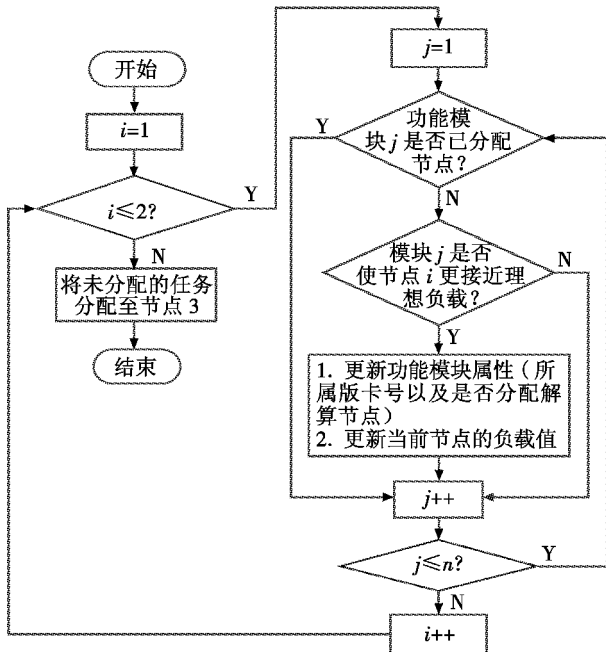 开始
i=1
i≤2?
Y
N
将未分配的任务
分配至节点 3
结束
j=1
功能模
块 j 是否已分配
节点?
Y
N
模块 j 是否
使节点 i 更接近理
想负载?
N
Y
1. 更新功能模块属性（所
属版卡号以及是否分配解
算节点）
2. 更新当前节点的负载值
j++
j≤n?
Y
N
i++